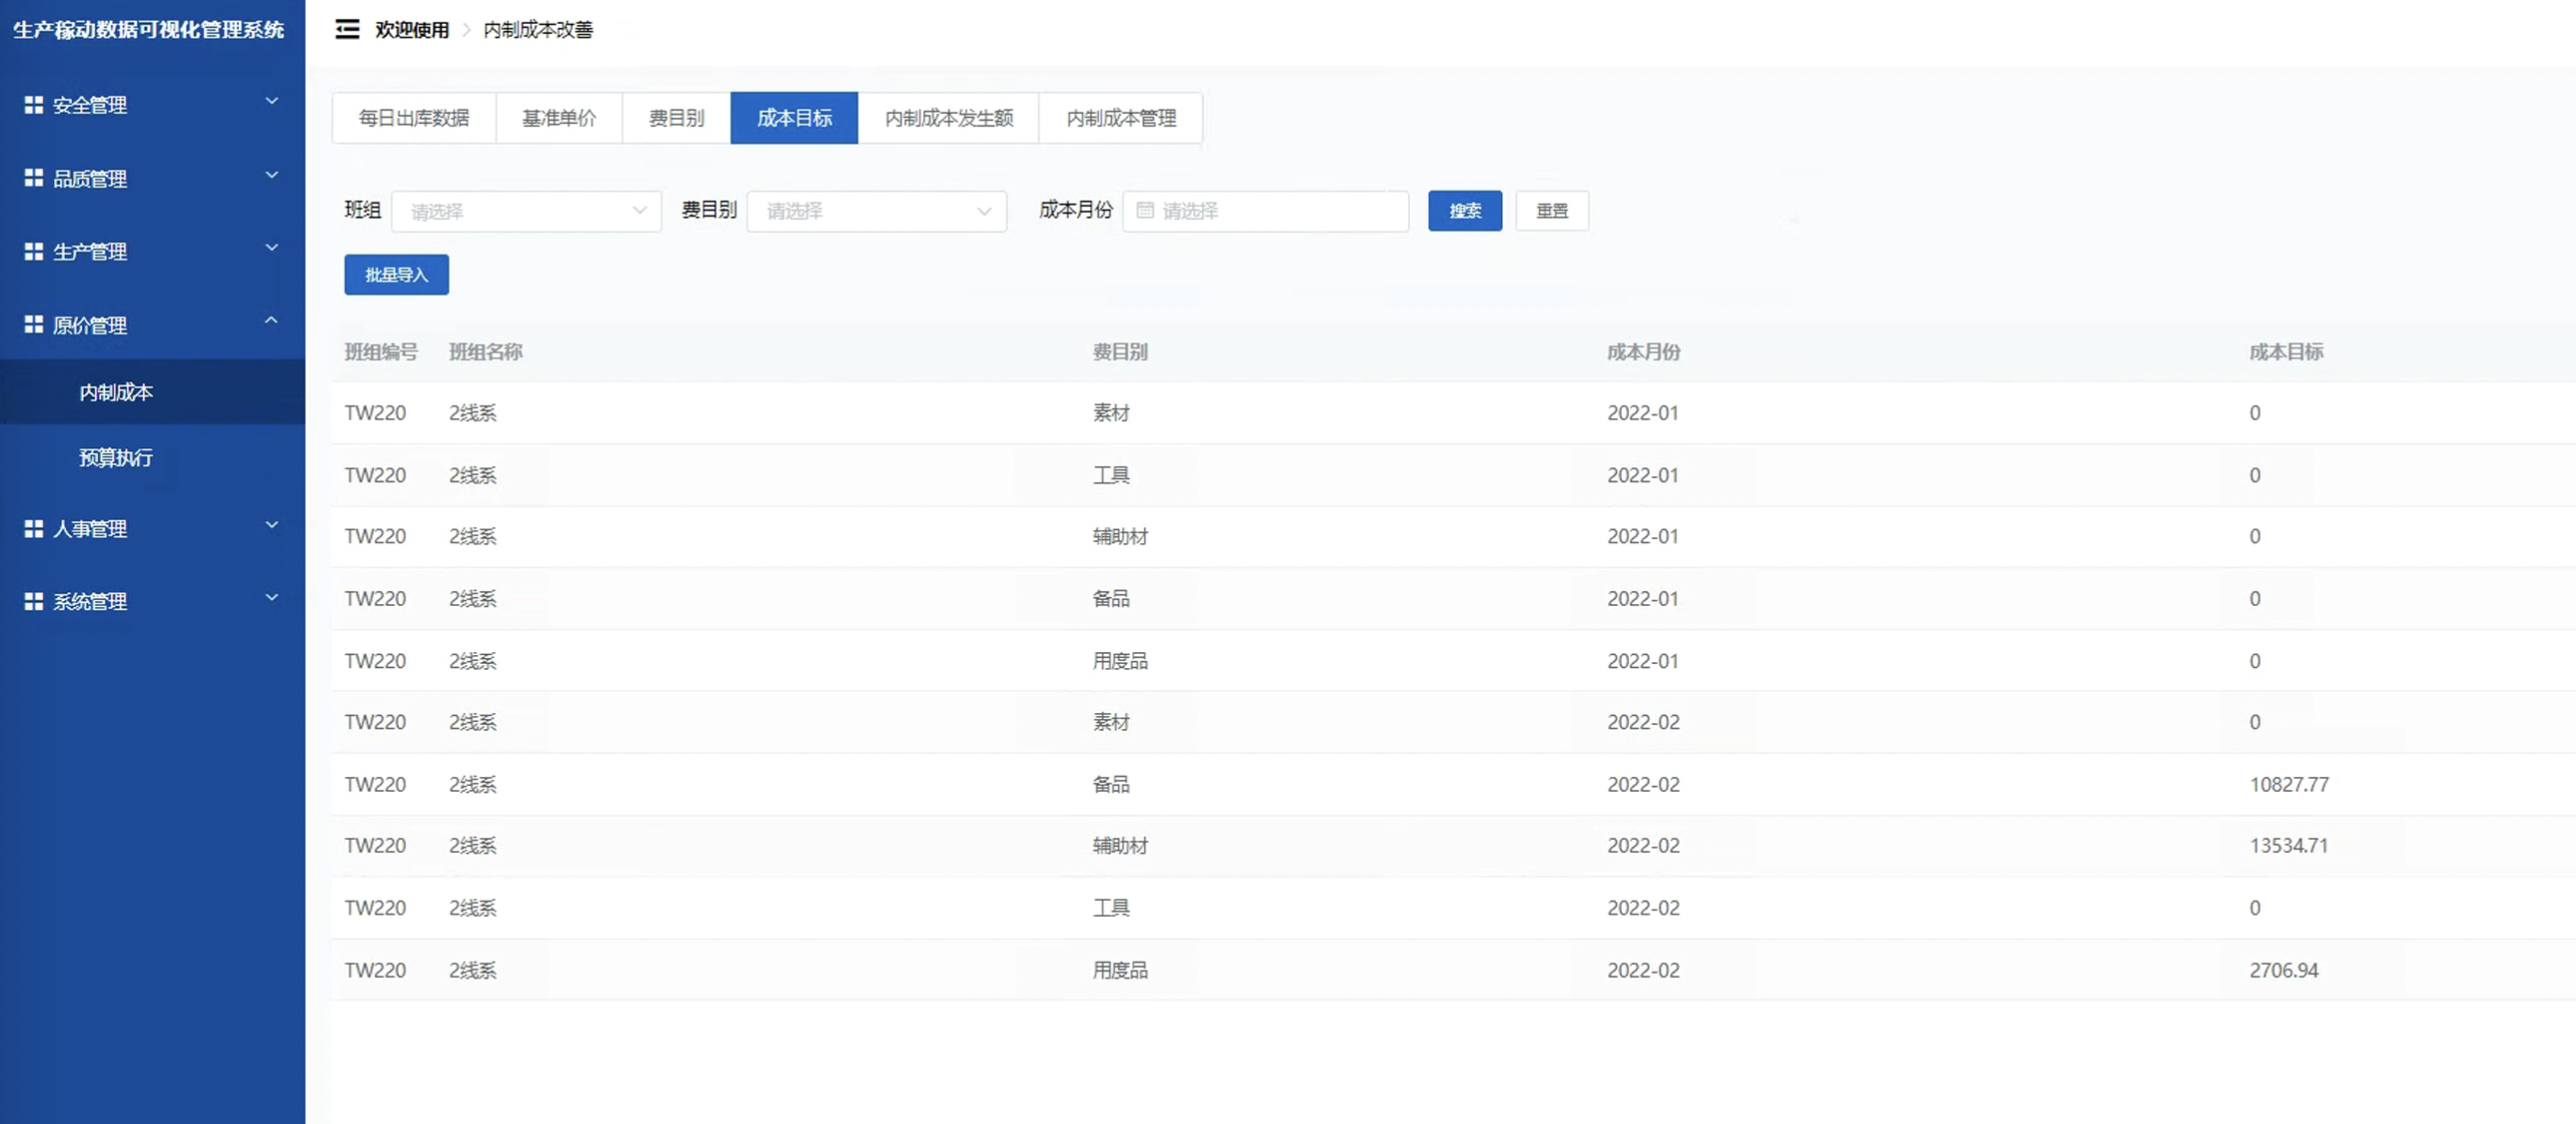 生产稼动数据可视化管理系统
欢迎使用 > 内制成本改善
安全管理
品质管理
生产管理
原价管理
内制成本
预算执行
人事管理
系统管理
每日出库数据 基准单价 费目别 成本目标 内制成本发生额 内制成本管理
班组 请选择 费目别 请选择 成本月份 请选择 搜索 重置
批量导入
班组编号 班组名称 费目别 成本月份 成本目标
TW220 2线系 素材 2022-01 0
TW220 2线系 工具 2022-01 0
TW220 2线系 辅助材 2022-01 0
TW220 2线系 备品 2022-01 0
TW220 2线系 用度品 2022-01 0
TW220 2线系 素材 2022-02 0
TW220 2线系 备品 2022-02 10827.77
TW220 2线系 辅助材 2022-02 13534.71
TW220 2线系 工具 2022-02 0
TW220 2线系 用度品 2022-02 2706.94